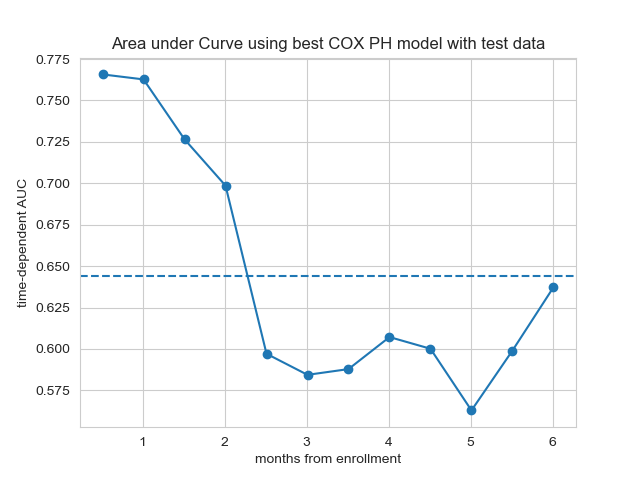 Area under Curve using best COX PH model with test data
time-dependent AUC
0.775
0.750
0.725
0.700
0.675
0.650
0.625
0.600
0.575
1 2 3 4 5 6
months from enrollment